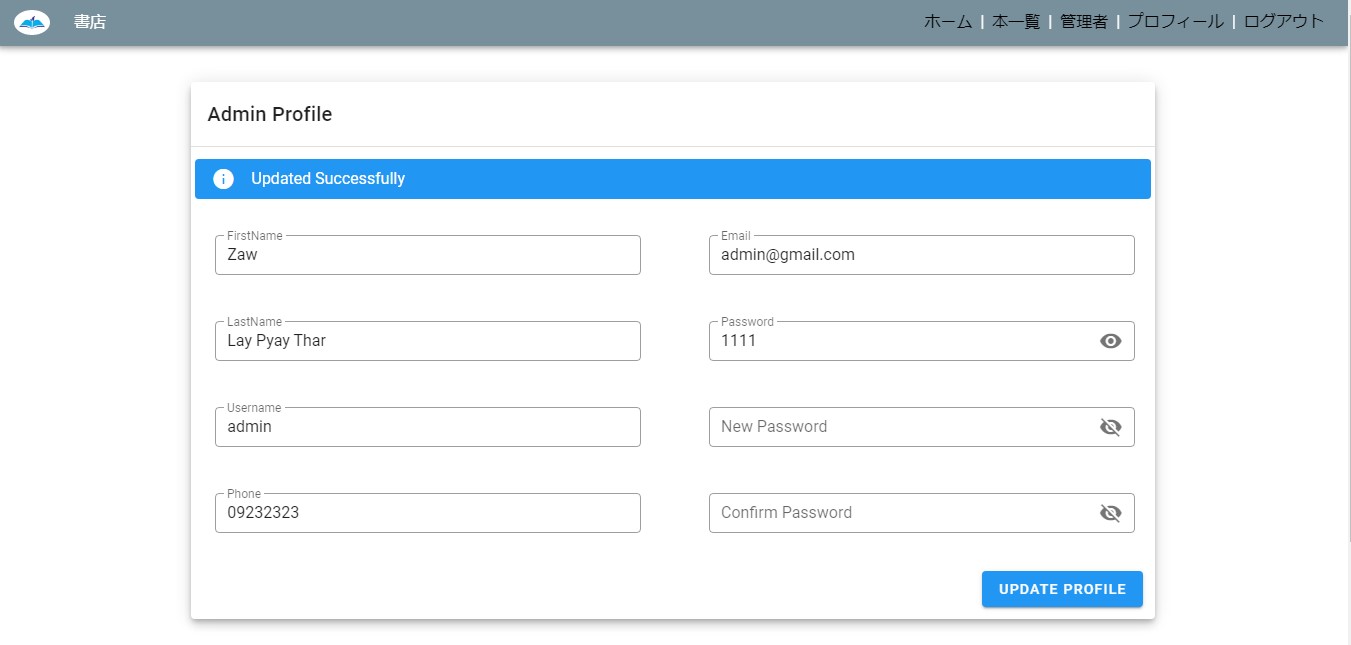 書店
ホーム | 本一覧 | 管理者 | プロフィール | ログアウト
Admin Profile
Updated Successfully
FirstName
Zaw
Email
admin@gmail.com
LastName
Lay Pyay Thar
Password
1111
Username
admin
New Password
Phone
09232323
Confirm Password
UPDATE PROFILE